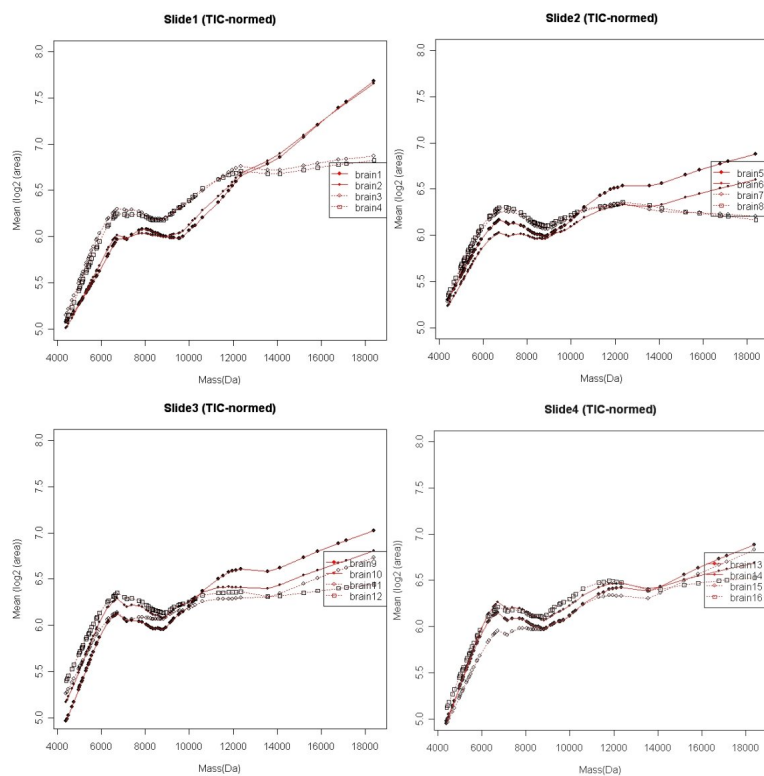 Slide1 (TIC-normed)
Mean (log2 (area))
8.0
7.5
7.0
6.5
6.0
5.5
5.0
brain1
brain2
brain3
brain4
4000 6000 8000 10000 12000 14000 16000 18000
Mass(Da)
Slide2 (TIC-normed)
Mean (log2 (area))
8.0
7.5
7.0
6.5
6.0
5.5
5.0
brain5
brain6
brain7
brain8
4000 6000 8000 10000 12000 14000 16000 18000
Mass(Da)
Slide3 (TIC-normed)
Mean (log2 (area))
8.0
7.5
7.0
6.5
6.0
5.5
5.0
brain9
brain10
brain11
brain12
4000 6000 8000 10000 12000 14000 16000 18000
Mass(Da)
Slide4 (TIC-normed)
Mean (log2 (area))
8.0
7.5
7.0
6.5
6.0
5.5
5.0
brain13
brain14
brain15
brain16
4000 6000 8000 10000 12000 14000 16000 18000
Mass(Da)